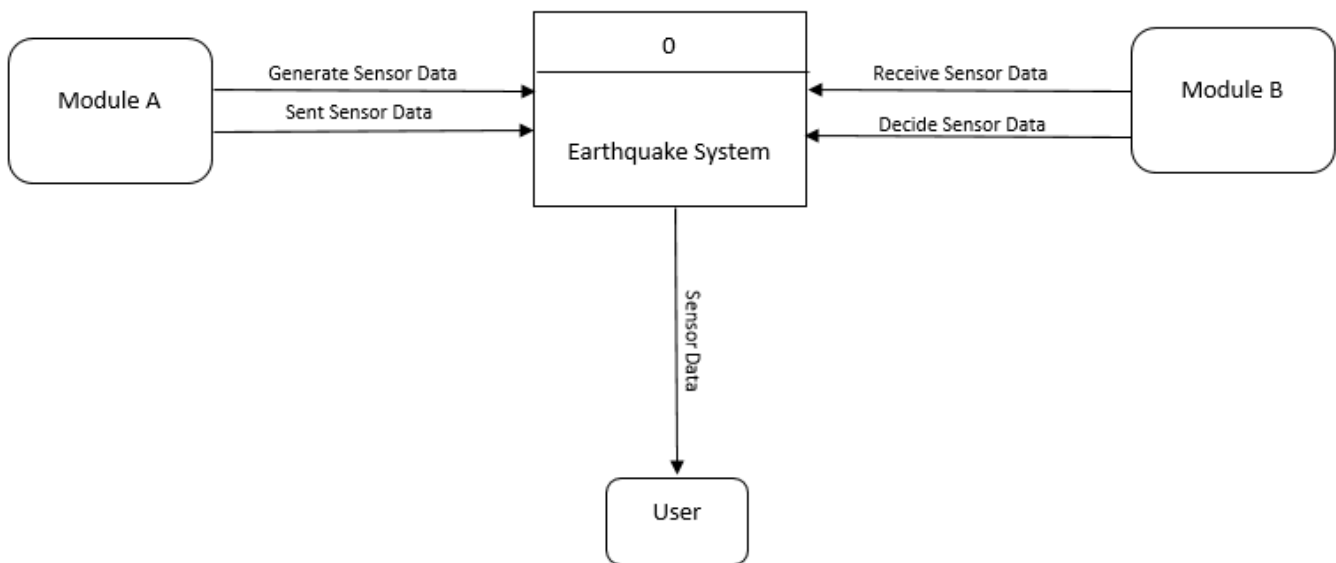 0
Module A
Generate Sensor Data
Sent Sensor Data
Earthquake System
Receive Sensor Data
Decide Sensor Data
Module B
Sensor Data
User